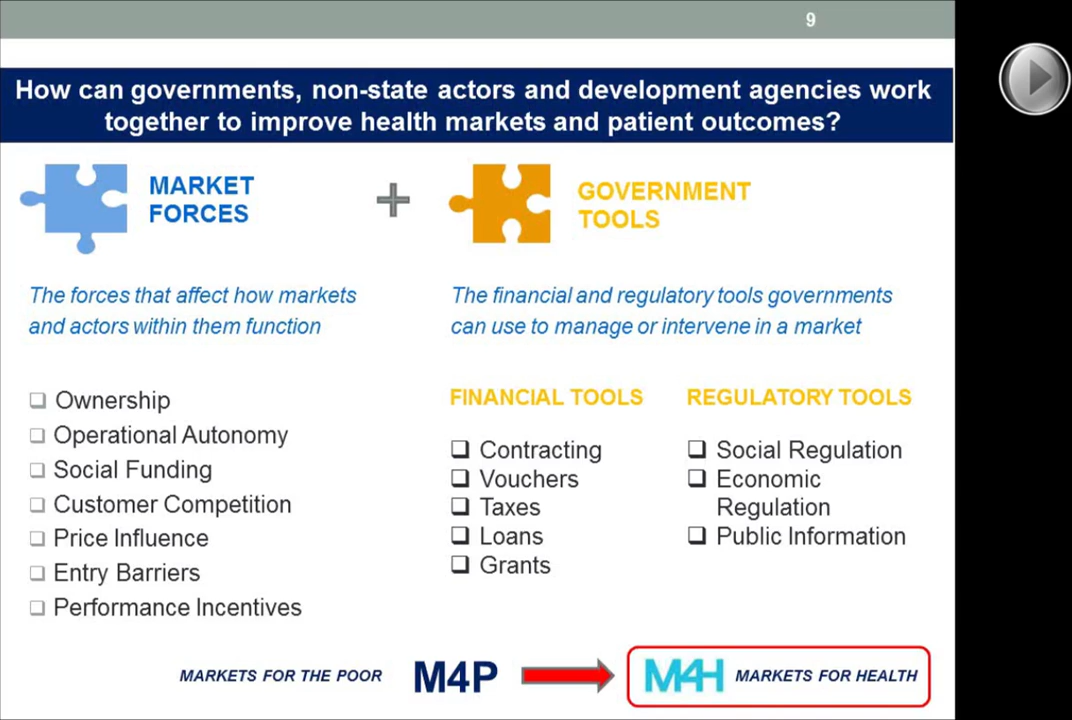 9
How can governments, non-state actors and development agencies work
together to improve health markets and patient outcomes?
MARKET
FORCES
GOVERNMENT
TOOLS
The forces that affect how markets
and actors within them function
The financial and regulatory tools governments
can use to manage or intervene in a market
Ownership
Operational Autonomy
Social Funding
Customer Competition
Price Influence
Entry Barriers
Performance Incentives
FINANCIAL TOOLS
Contracting
Vouchers
Taxes
Loans
Grants
REGULATORY TOOLS
Social Regulation
Economic
Regulation
Public Information
MARKETS FOR THE POOR M4P M4H MARKETS FOR HEALTH